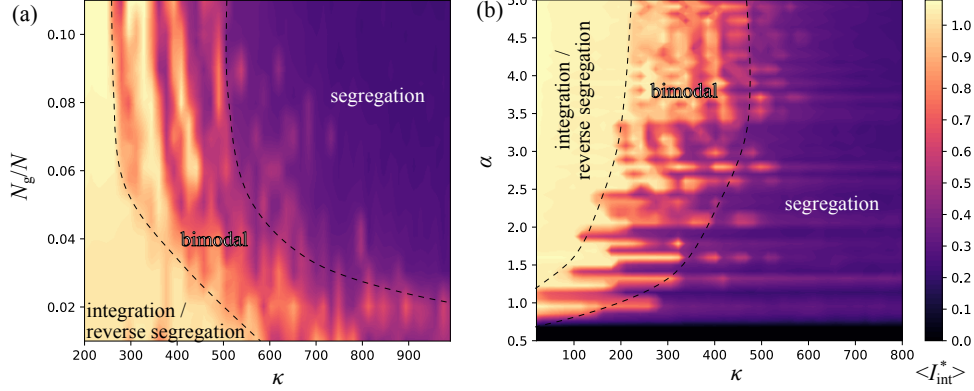 (a)
0.10
0.08
0.06
0.04
0.02
N_g/N
segregation
bimodal
integration /
reverse segregation
200 300 400 500 600 700 800 900
κ
(b)
5.0
4.5
4.0
3.5
3.0
2.5
2.0
1.5
1.0
0.5
α
integration /
reverse segregation
bimodal
segregation
100 200 300 400 500 600 700 800
κ
1.0
0.9
0.8
0.7
0.6
0.5
0.4
0.3
0.2
0.1
0.0
<I*_int>